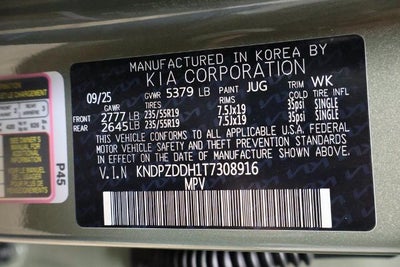 MANUFACTURED IN KOREA BY
KIA CORPORATION
09/25 GVWR 5379 LB PAINT JUG TRIM WK
TIRES RIMS COLD TIRE INFL
FRONT 2777 LB 235/55R19 7.5Jx19 35psi SINGLE
REAR 2645 LB 235/55R19 7.5Jx19 35psi SINGLE
THIS VEHICLE CONFORMS TO ALL APPLICABLE U.S.A. FEDERAL
MOTOR VEHICLE SAFETY AND THEFT PREVENTION STANDARDS
IN EFFECT ON THE DATE OF MANUFACTURE SHOWN ABOVE.
V.I.N KNDPZDDH1T7308916
MPV
P45